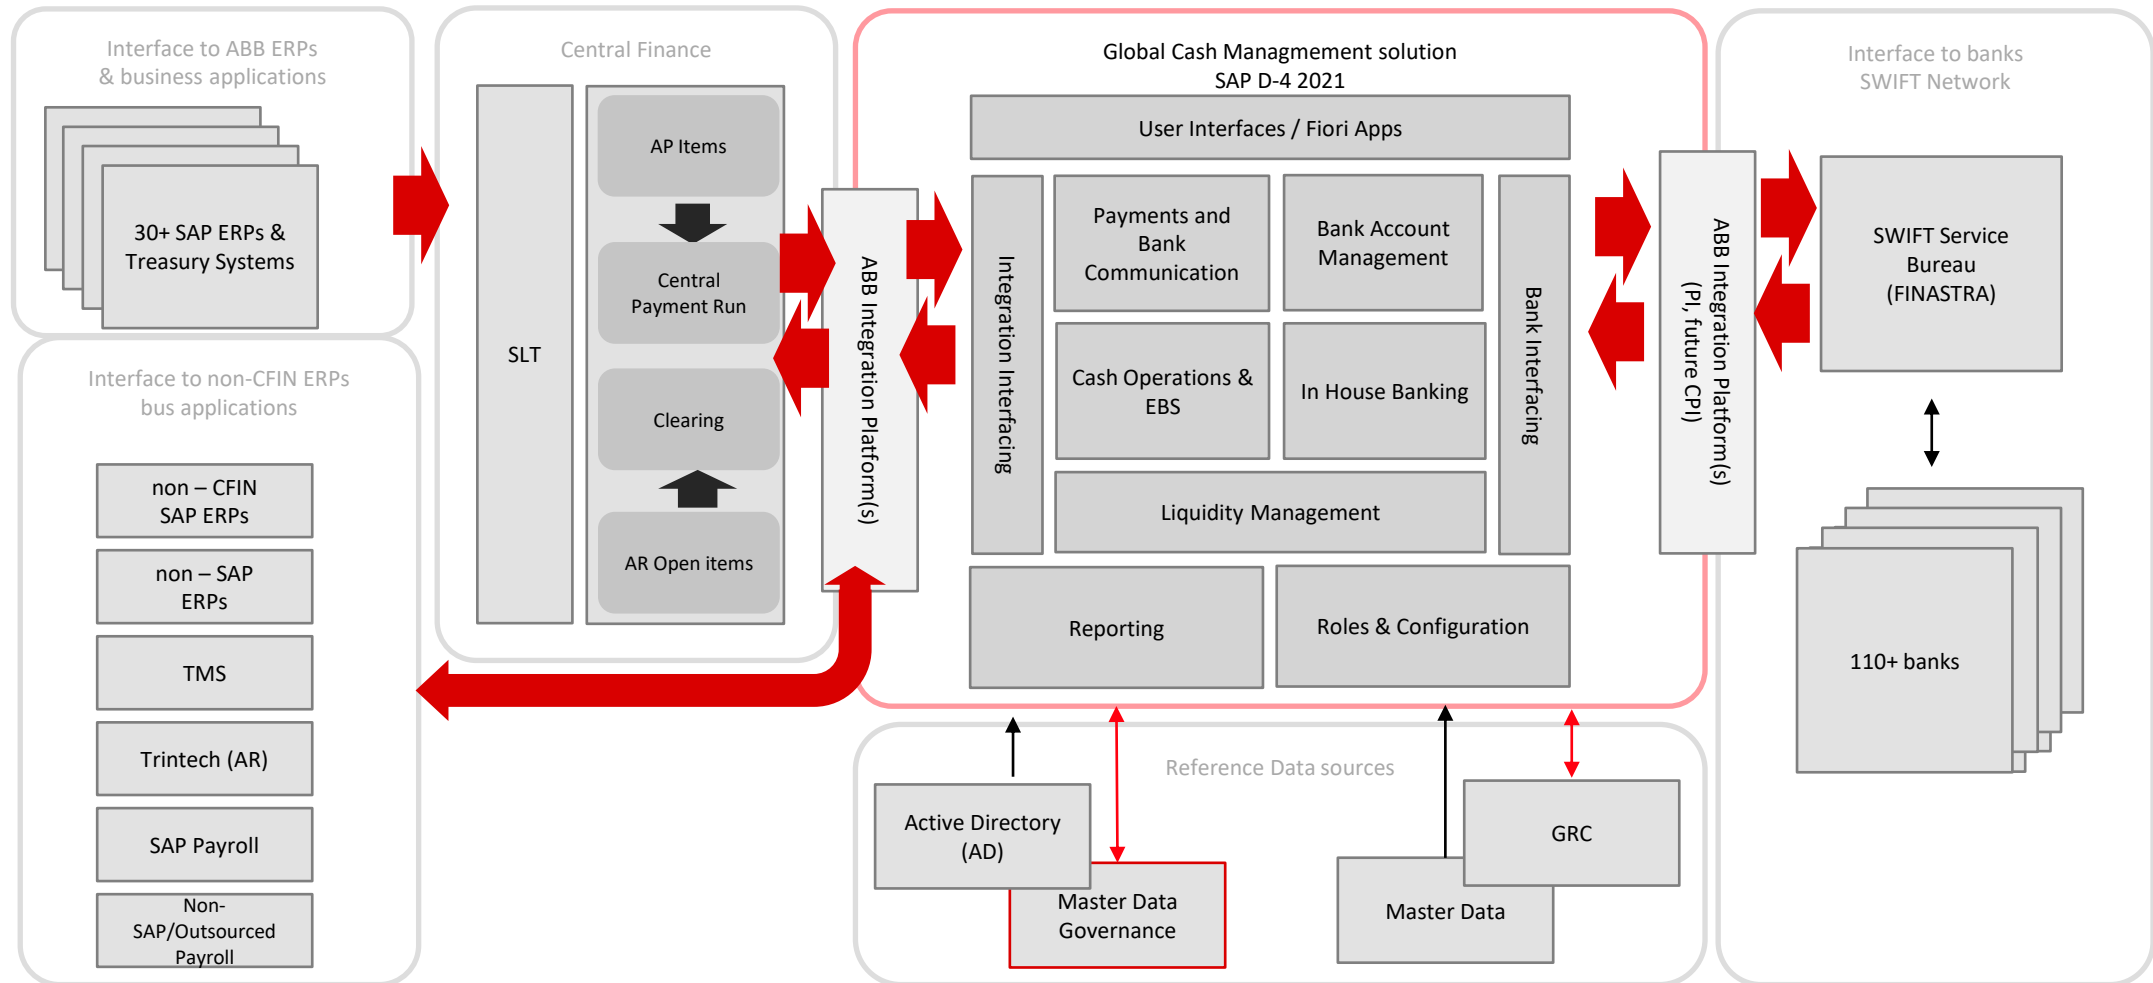 Interface to ABB ERPs
& business applications
30+ SAP ERPs &
Treasury Systems
Interface to non-CFIN ERPs
bus applications
non – CFIN
SAP ERPs
non – SAP
ERPs
TMS
Trintech (AR)
SAP Payroll
Non-
SAP/Outsourced
Payroll
Central Finance
SLT
AP Items
Central
Payment Run
Clearing
AR Open items
ABB Integration Platform(s)
Global Cash Managmement solution
SAP D-4 2021
User Interfaces / Fiori Apps
Integration Interfacing
Payments and
Bank
Communication
Bank Account
Management
Cash Operations &
EBS
In House Banking
Liquidity Management
Bank Interfacing
Reporting
Roles & Configuration
ABB Integration Platform(s)
(PI, future CPI)
Interface to banks
SWIFT Network
SWIFT Service
Bureau
(FINASTRA)
110+ banks
Reference Data sources
Active Directory
(AD)
Master Data
Governance
Master Data
GRC